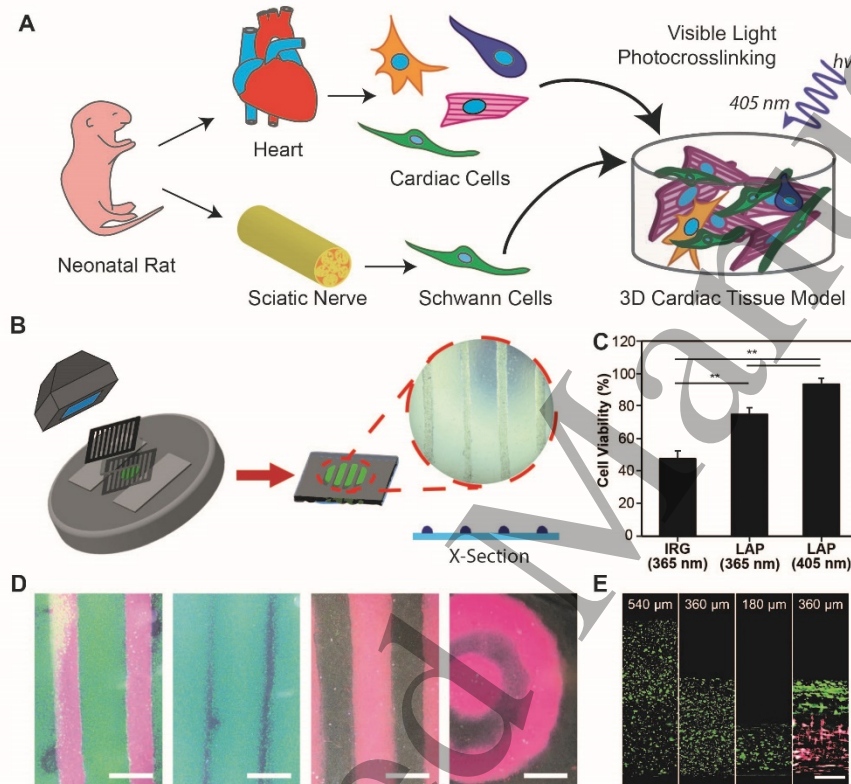 A
Visible Light
Photocrosslinking
hν
405 nm
Heart
Cardiac Cells
Neonatal Rat
Sciatic Nerve
Schwann Cells
3D Cardiac Tissue Model
B
X-Section
C
**
**
120
100
80
60
40
20
0
Cell Viability (%)
IRG
(365 nm)
LAP
(365 nm)
LAP
(405 nm)
D
E
540 µm
360 µm
180 µm
360 µm